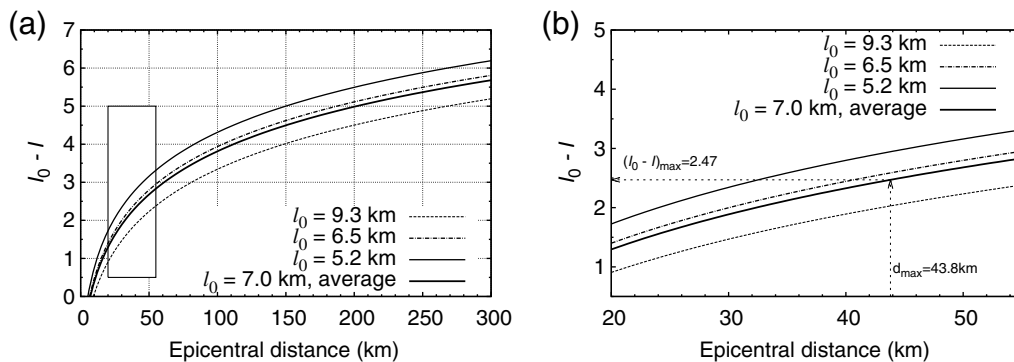 (a)
7
6
5
4
3
2
1
0
I0 - I
l0 = 9.3 km
l0 = 6.5 km
l0 = 5.2 km
l0 = 7.0 km, average
0 50 100 150 200 250 300
Epicentral distance (km)
(b)
5
4
3
2
1
I0 - I
l0 = 9.3 km
l0 = 6.5 km
l0 = 5.2 km
l0 = 7.0 km, average
(I0 - I)max=2.47
dmax=43.8km
20 30 40 50
Epicentral distance (km)